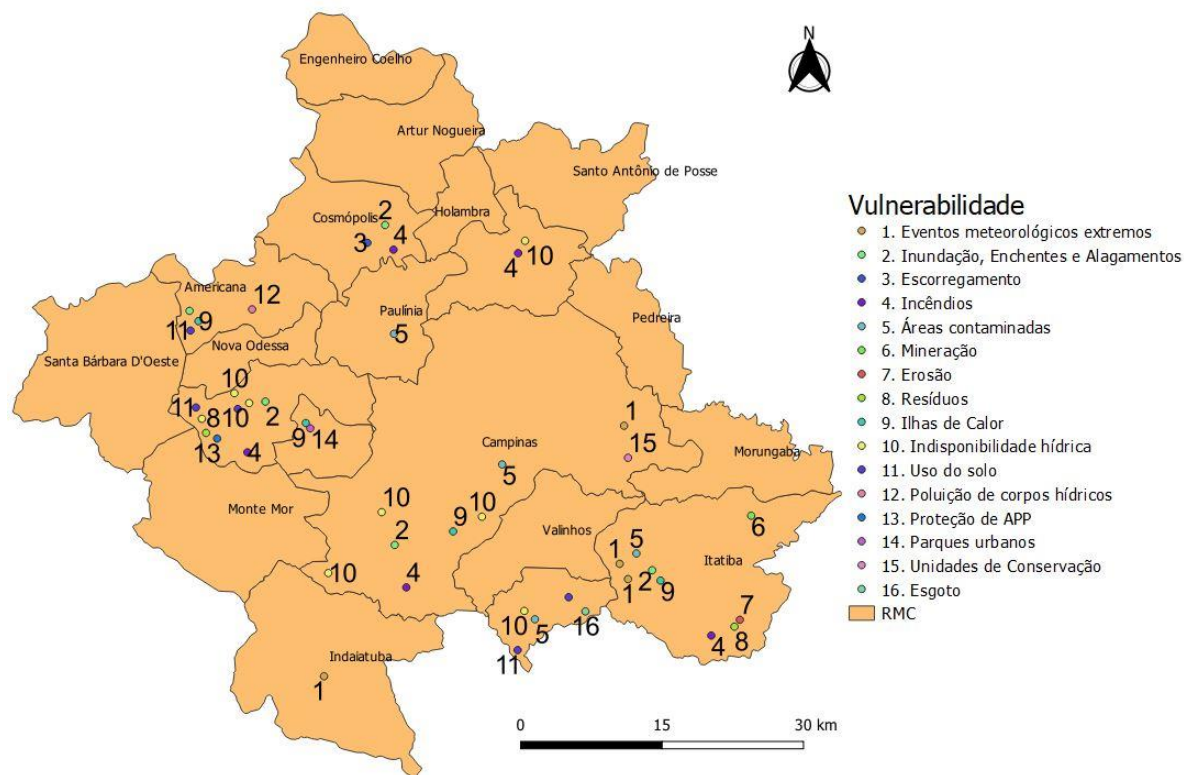 N
Engenheiro Coelho
Artur Nogueira
Santo Antônio de Posse
Holambra
Cosmópolis
2
3
4
4
10
Americana
12
11
9
Paulínia
5
Pedreira
Nova Odessa
Santa Bárbara D'Oeste
10
11
8
10
2
13
4
9
14
1
15
Campinas
5
Morungaba
Monte Mor
10
10
9
2
Valinhos
6
5
1
Itatiba
10
4
1
2
9
7
10
5
16
4
8
11
Indaiatuba
1
0
15
30 km
Vulnerabilidade
1. Eventos meteorológicos extremos
2. Inundação, Enchentes e Alagamentos
3. Escorregamento
4. Incêndios
5. Áreas contaminadas
6. Mineração
7. Erosão
8. Resíduos
9. Ilhas de Calor
10. Indisponibilidade hídrica
11. Uso do solo
12. Poluição de corpos hídricos
13. Proteção de APP
14. Parques urbanos
15. Unidades de Conservação
16. Esgoto
RMC